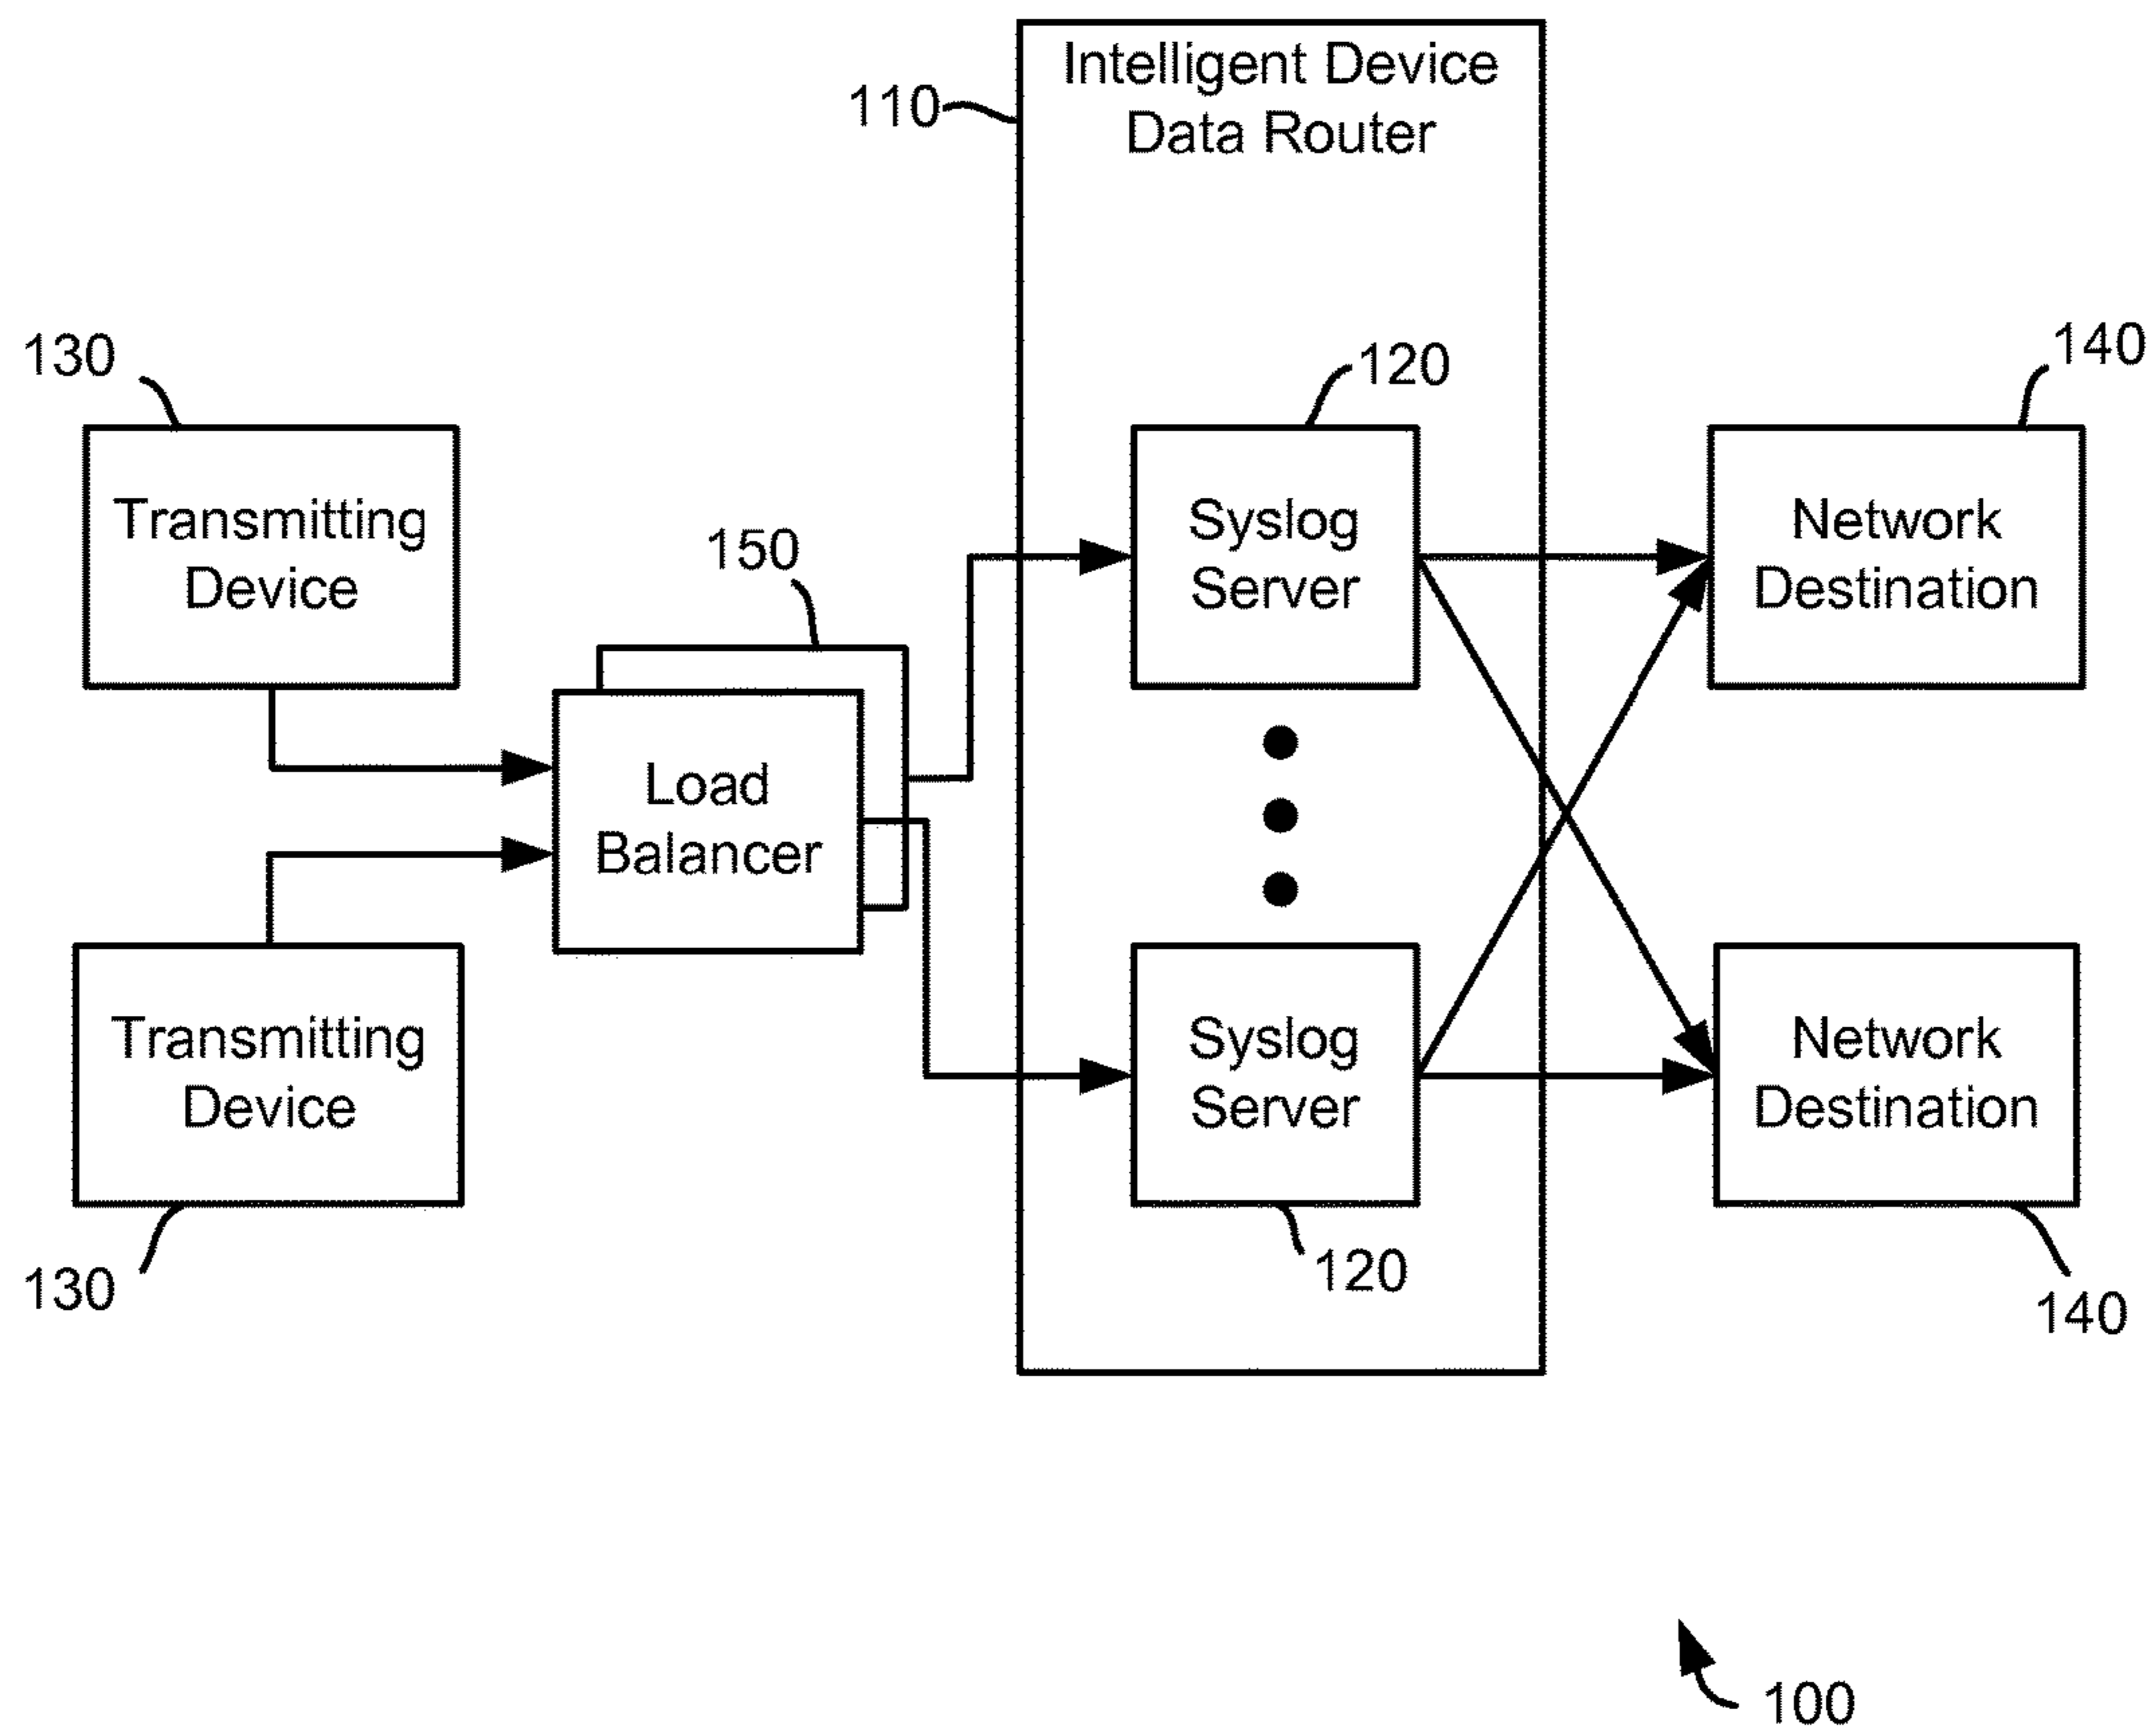 Intelligent Device
Data Router
110
130
120
140
Transmitting
Device
150
Syslog
Server
Network
Destination
Load
Balancer
Transmitting
Device
Syslog
Server
Network
Destination
130
120
140
100